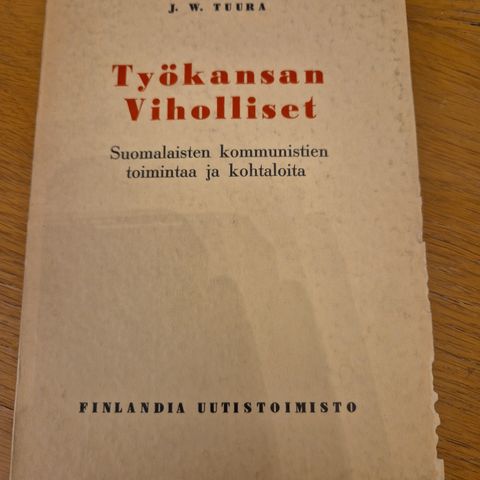 J. W. TUURA
Työkansan
Viholliset
Suomalaisten kommunistien
toimintaa ja kohtaloita
FINLANDIA UUTISTOIMISTO